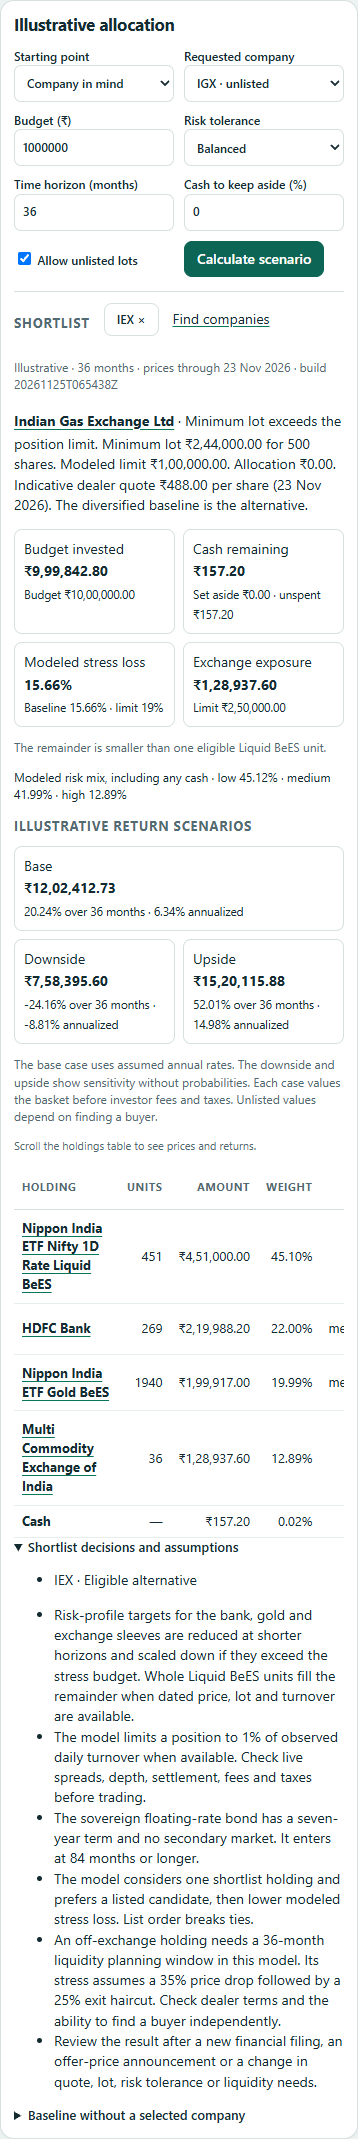 Illustrative allocation
Starting point
Requested company
Company in mind
IGX · unlisted
Budget (₹)
Risk tolerance
1000000
Balanced
Time horizon (months)
Cash to keep aside (%)
36
0
Allow unlisted lots
Calculate scenario
SHORTLIST
IEX ×
Find companies
Illustrative · 36 months · prices through 23 Nov 2026 · build
20261125T065438Z
Indian Gas Exchange Ltd · Minimum lot exceeds the
position limit. Minimum lot ₹2,44,000.00 for 500
shares. Modeled limit ₹1,00,000.00. Allocation ₹0.00.
Indicative dealer quote ₹488.00 per share (23 Nov
2026). The diversified baseline is the alternative.
Budget invested
₹9,99,842.80
Budget ₹10,00,000.00
Cash remaining
₹157.20
Set aside ₹0.00 · unspent
₹157.20
Modeled stress loss
15.66%
Baseline 15.66% · limit 19%
Exchange exposure
₹1,28,937.60
Limit ₹2,50,000.00
The remainder is smaller than one eligible Liquid BeES unit.
Modeled risk mix, including any cash · low 45.12% · medium
41.99% · high 12.89%
ILLUSTRATIVE RETURN SCENARIOS
Base
₹12,02,412.73
20.24% over 36 months · 6.34% annualized
Downside
₹7,58,395.60
-24.16% over 36 months ·
-8.81% annualized
Upside
₹15,20,115.88
52.01% over 36 months ·
14.98% annualized
The base case uses assumed annual rates. The downside and
upside show sensitivity without probabilities. Each case values
the basket before investor fees and taxes. Unlisted values
depend on finding a buyer.
Scroll the holdings table to see prices and returns.
HOLDING UNITS AMOUNT WEIGHT
Nippon India
ETF Nifty 1D
Rate Liquid
BeES
451 ₹4,51,000.00 45.10%
HDFC Bank 269 ₹2,19,988.20 22.00% me
Nippon India
ETF Gold BeES
1940 ₹1,99,917.00 19.99% me
Multi
Commodity
Exchange of
India
36 ₹1,28,937.60 12.89%
Cash — ₹157.20 0.02%
▼ Shortlist decisions and assumptions
• IEX · Eligible alternative
• Risk-profile targets for the bank, gold and
exchange sleeves are reduced at shorter
horizons and scaled down if they exceed the
stress budget. Whole Liquid BeES units fill the
remainder when dated price, lot and turnover
are available.
• The model limits a position to 1% of observed
daily turnover when available. Check live
spreads, depth, settlement, fees and taxes
before trading.
• The sovereign floating-rate bond has a seven-
year term and no secondary market. It enters
at 84 months or longer.
• The model considers one shortlist holding and
prefers a listed candidate, then lower modeled
stress loss. List order breaks ties.
• An off-exchange holding needs a 36-month
liquidity planning window in this model. Its
stress assumes a 35% price drop followed by a
25% exit haircut. Check dealer terms and the
ability to find a buyer independently.
• Review the result after a new financial filing, an
offer-price announcement or a change in
quote, lot, risk tolerance or liquidity needs.
▶ Baseline without a selected company